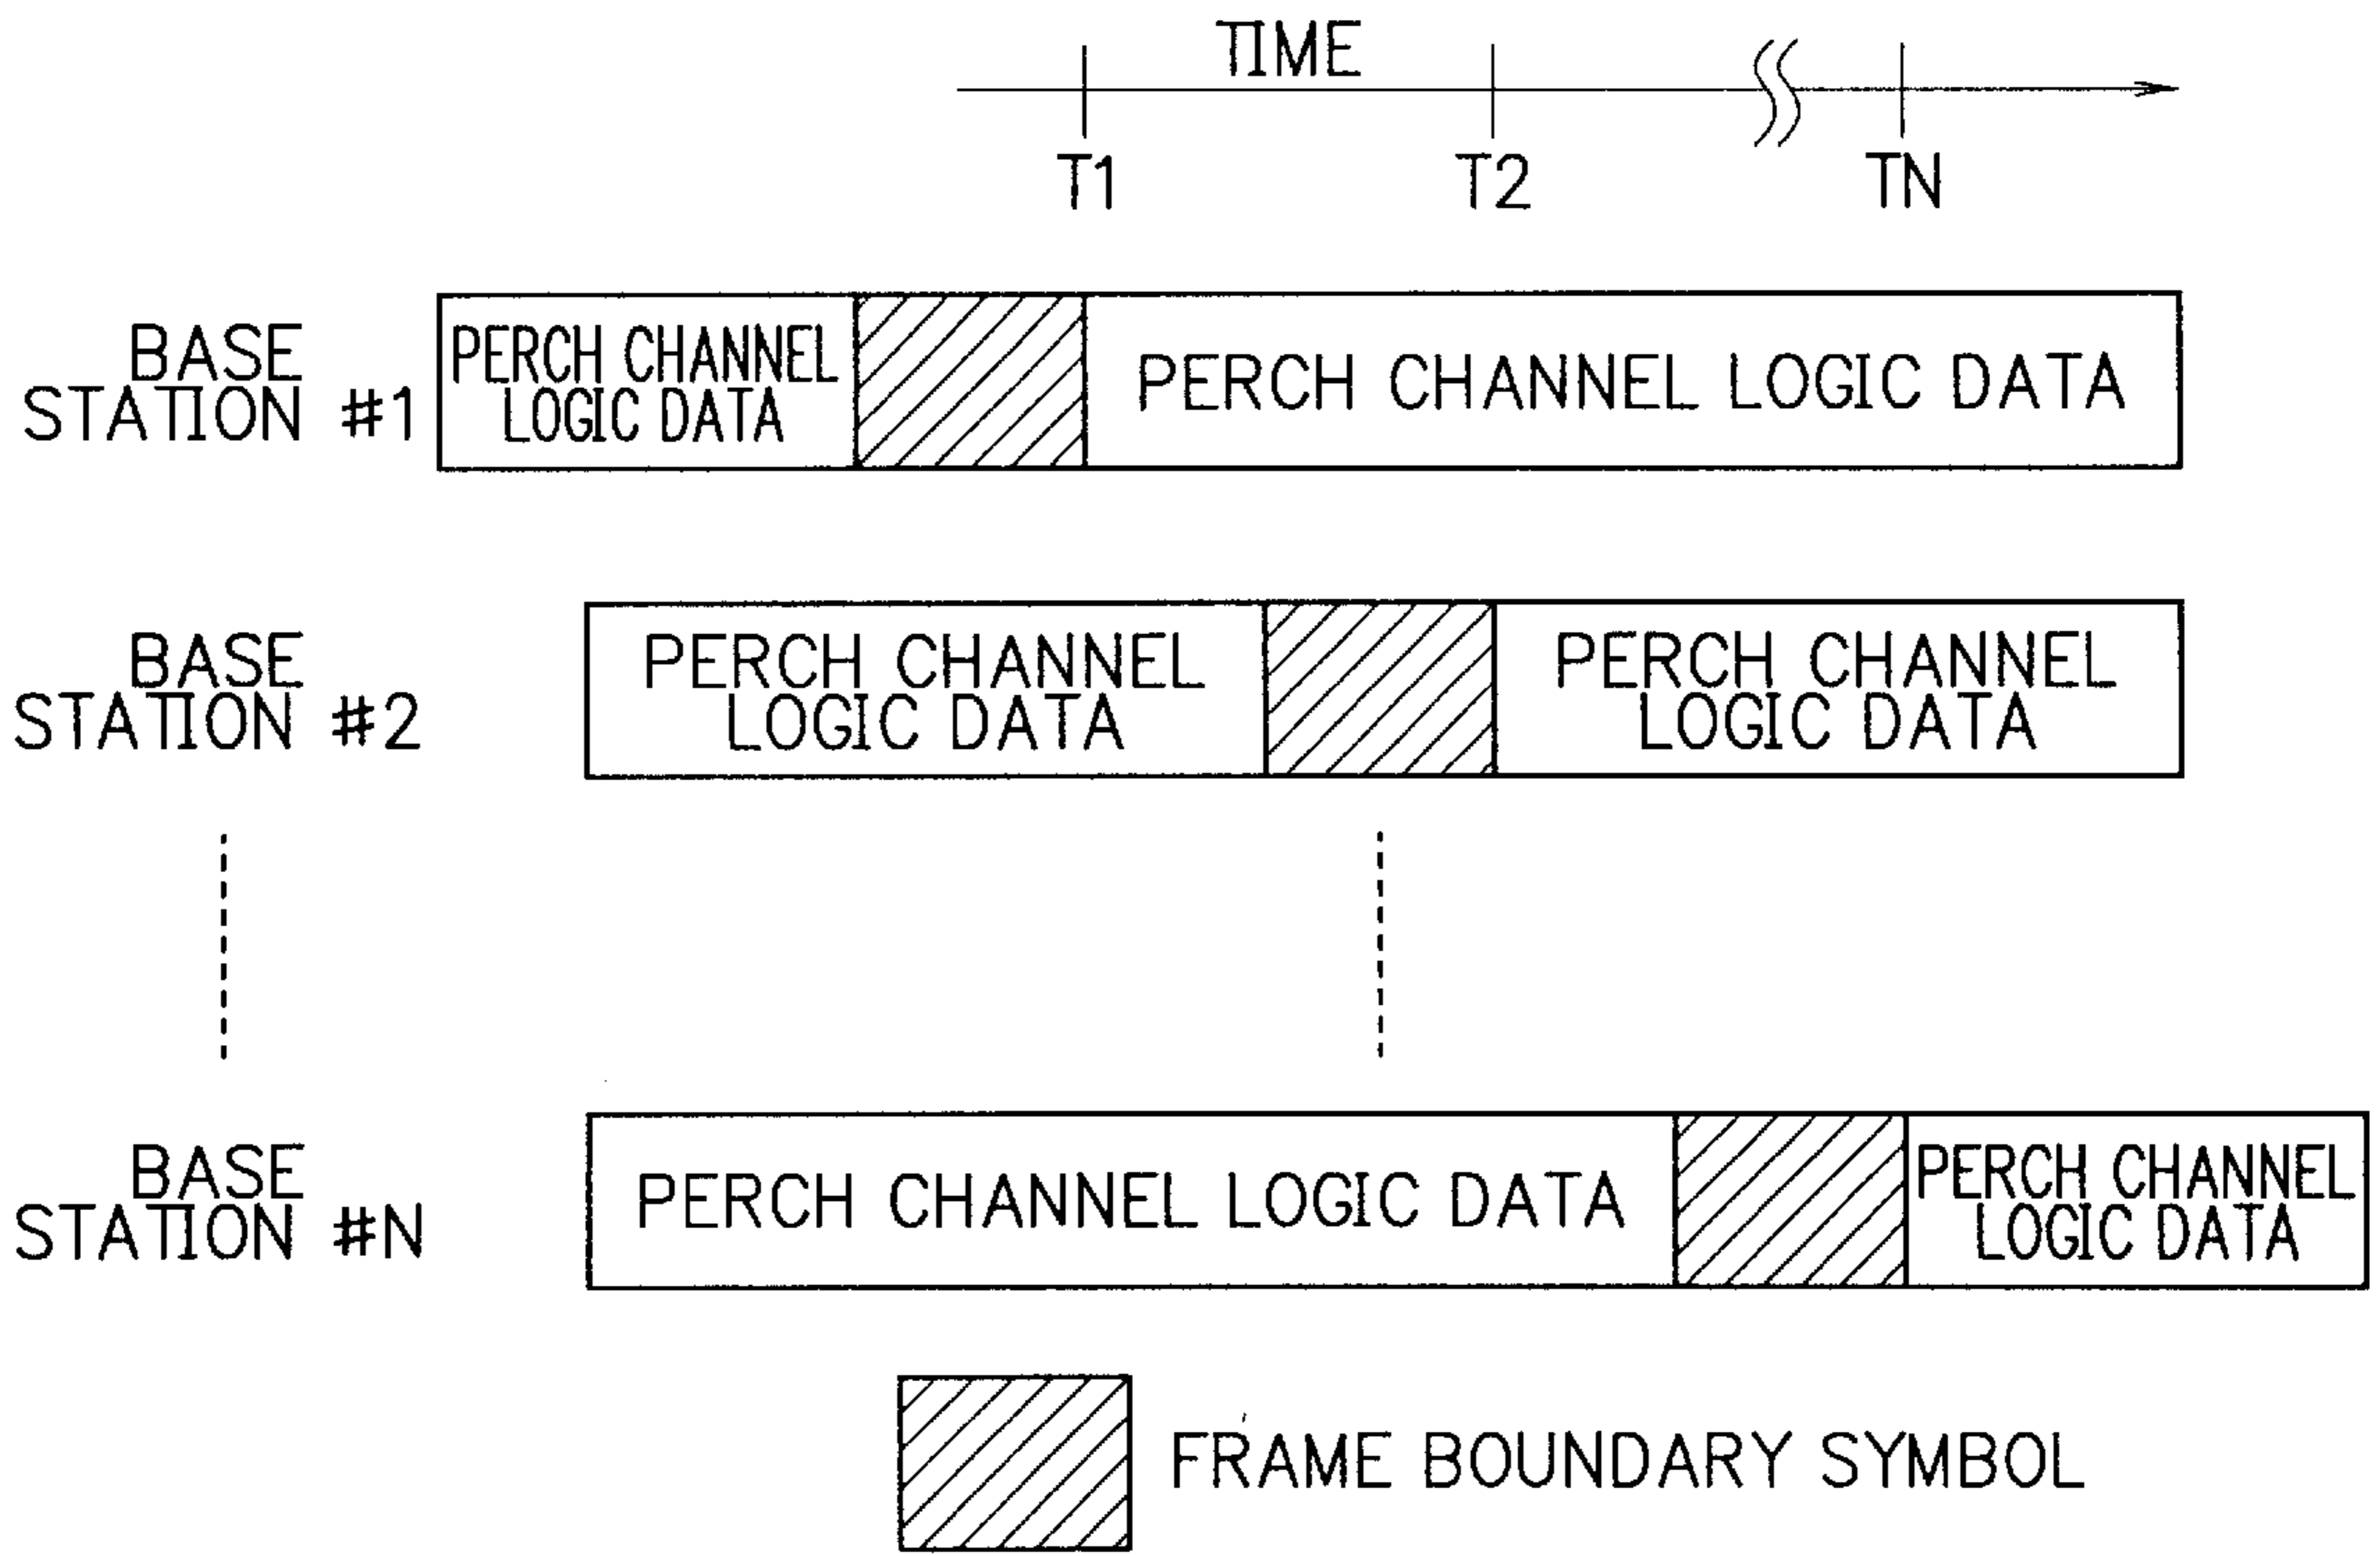 TIME
T1 T2 TN
BASE
STATION #1
PERCH CHANNEL
LOGIC DATA
PERCH CHANNEL LOGIC DATA
BASE
STATION #2
PERCH CHANNEL
LOGIC DATA
PERCH CHANNEL
LOGIC DATA
BASE
STATION #N
PERCH CHANNEL LOGIC DATA
PERCH CHANNEL
LOGIC DATA
FRAME BOUNDARY SYMBOL